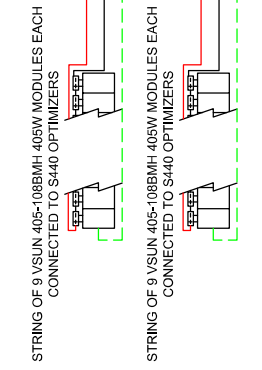 STRING OF 9 VSUN 405-108BMH 405W MODULES EACH
CONNECTED TO S440 OPTIMIZERS
STRING OF 9 VSUN 405-108BMH 405W MODULES EACH
CONNECTED TO S440 OPTIMIZERS